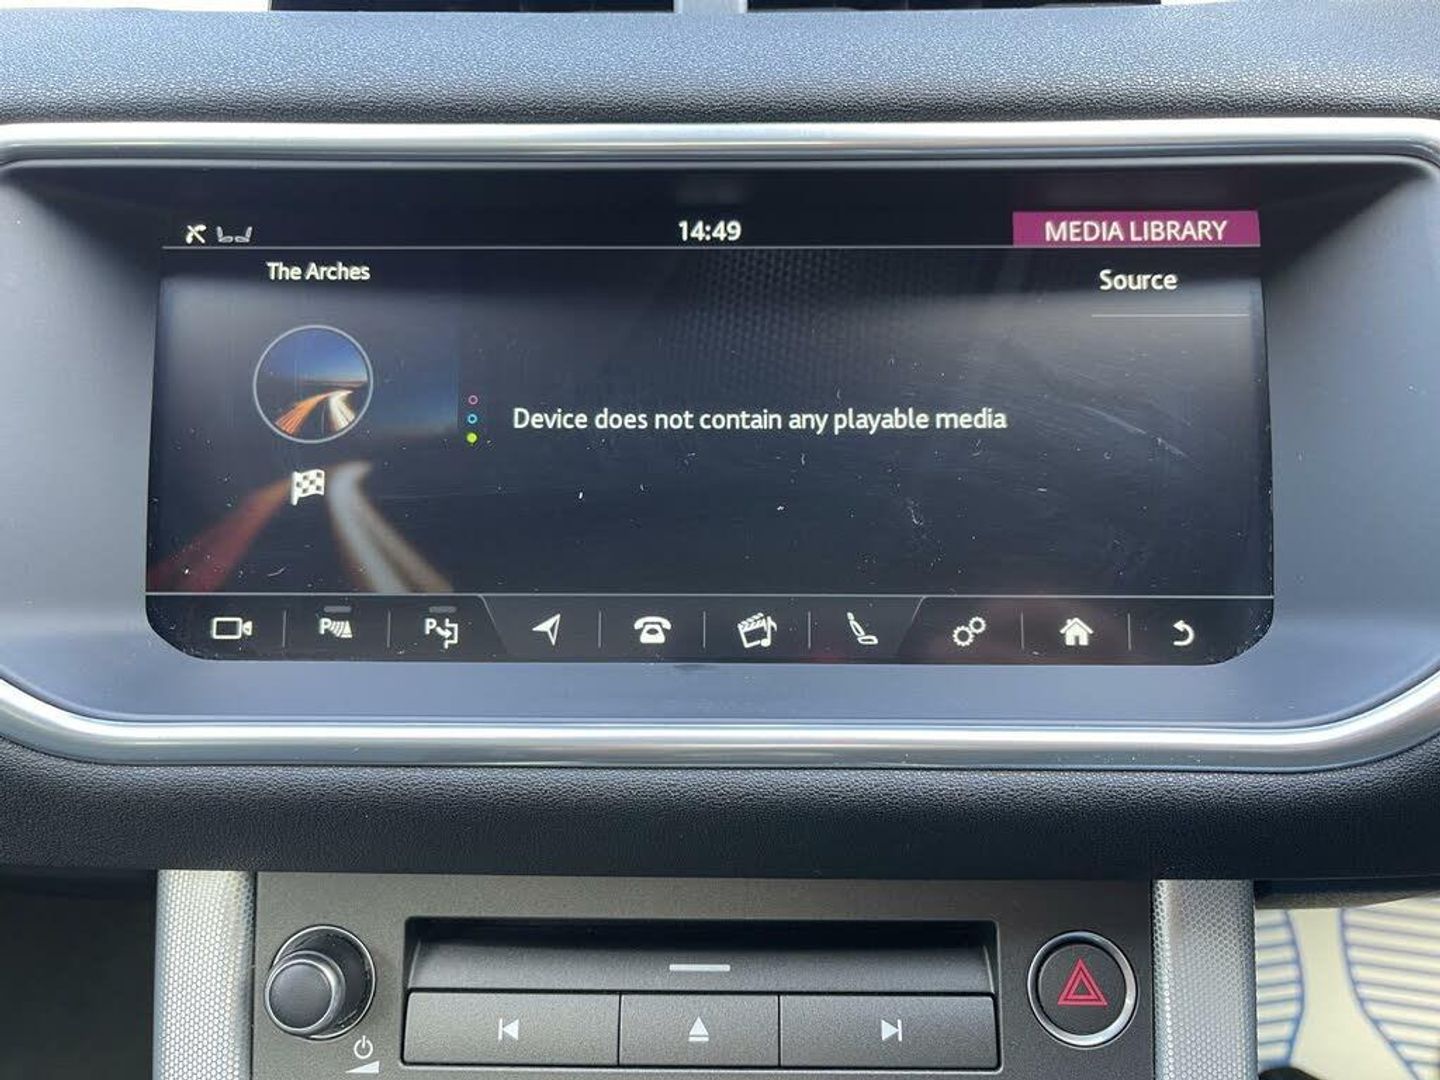 14:49
MEDIA LIBRARY
The Arches
Source
Device does not contain any playable media
P
P